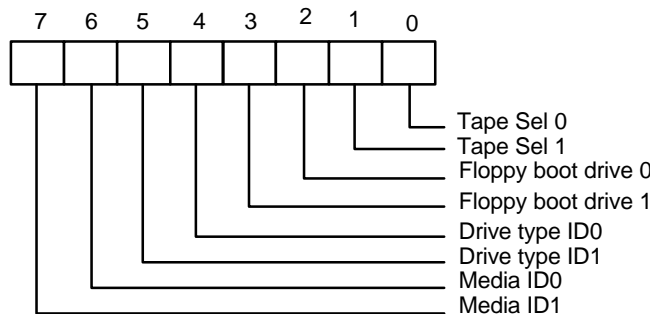 7 6 5 4 3 2 1 0
Tape Sel 0
Tape Sel 1
Floppy boot drive 0
Floppy boot drive 1
Drive type ID0
Drive type ID1
Media ID0
Media ID1